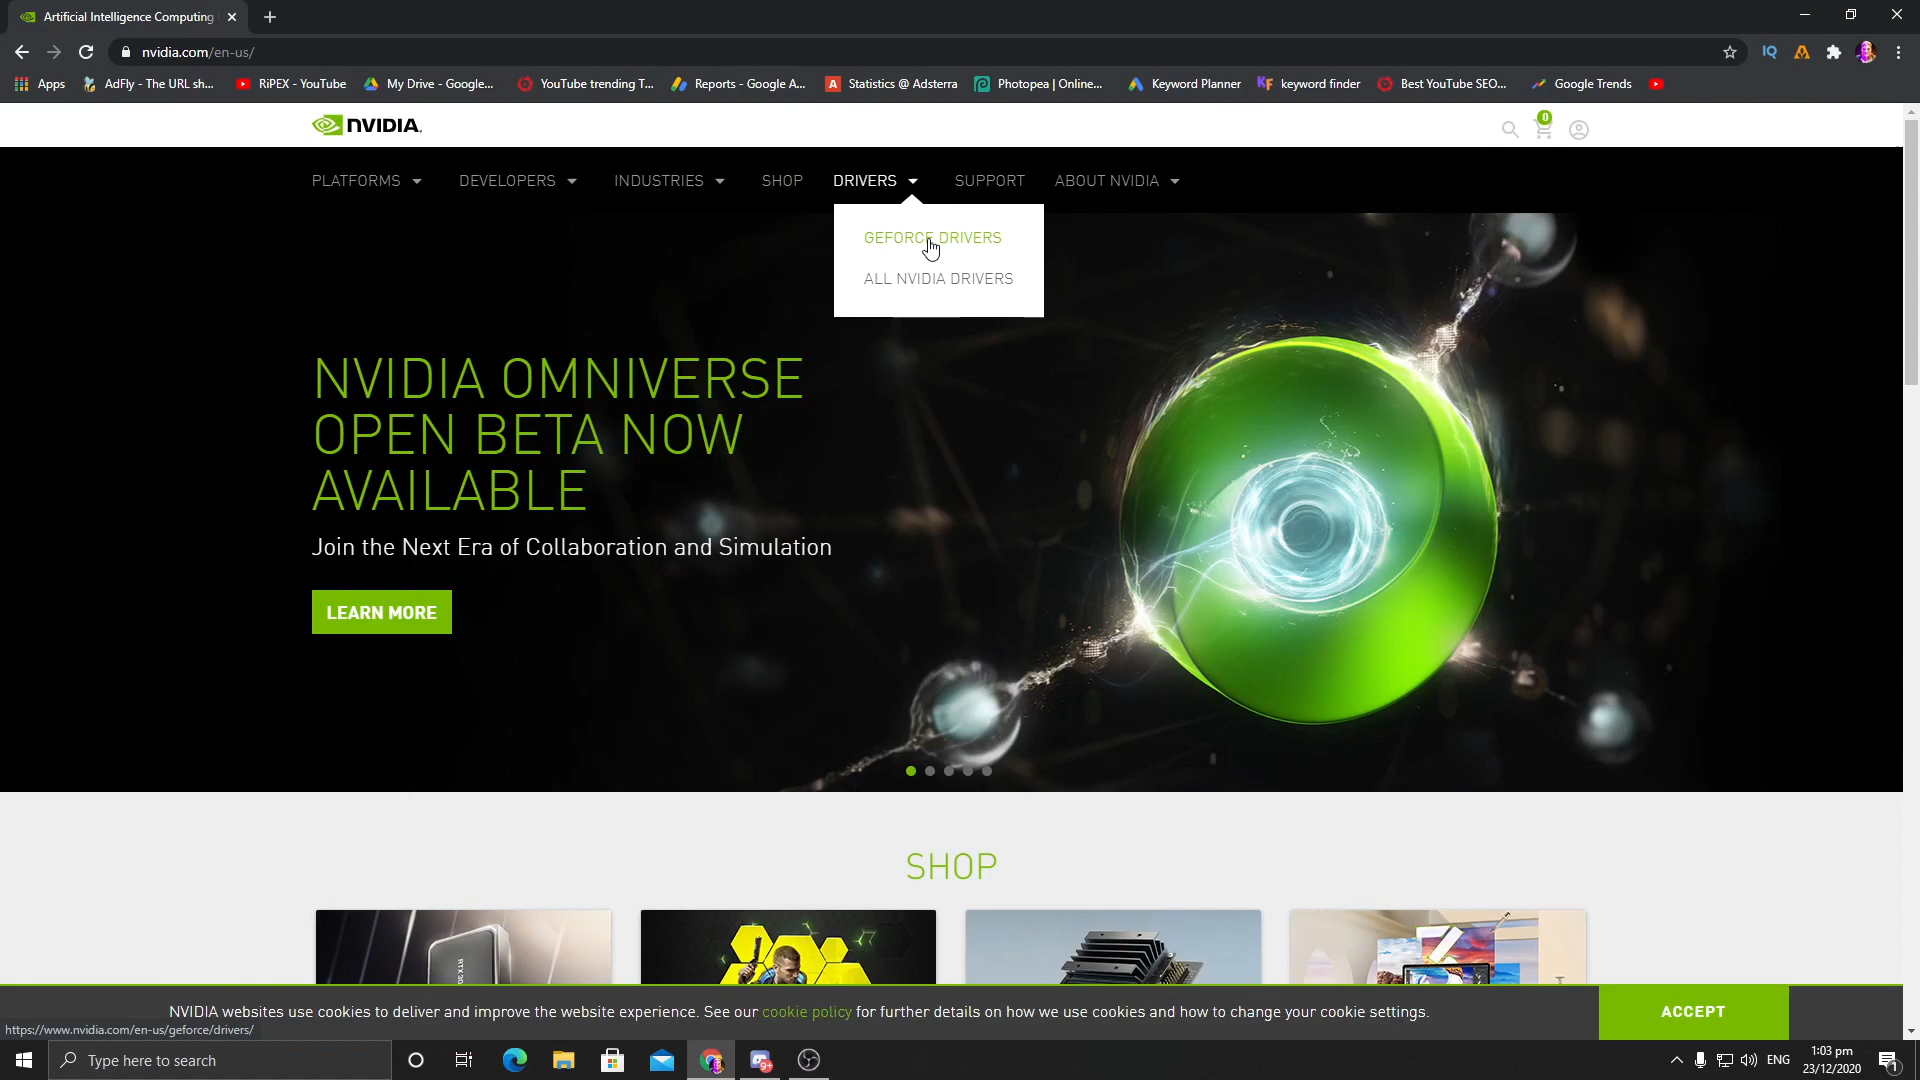 Artificial Intelligence Computing
nvidia.com/en-us/
Apps
AdFly - The URL sh...
RiPEX - YouTube
My Drive - Google...
YouTube trending T...
Reports - Google A...
Statistics @ Adsterra
Photopea | Online...
Keyword Planner
keyword finder
Best YouTube SEO...
Google Trends
NVIDIA.
0
PLATFORMS
DEVELOPERS
INDUSTRIES
SHOP
DRIVERS
SUPPORT
ABOUT NVIDIA
GEFORCE DRIVERS
ALL NVIDIA DRIVERS
NVIDIA OMNIVERSE
OPEN BETA NOW
AVAILABLE
Join the Next Era of Collaboration and Simulation
LEARN MORE
SHOP
NVIDIA websites use cookies to deliver and improve the website experience. See our cookie policy for further details on how we use cookies and how to change your cookie settings.
ACCEPT
https://www.nvidia.com/en-us/geforce/drivers/
Type here to search
9+
ENG
1:03 pm
23/12/2020
1